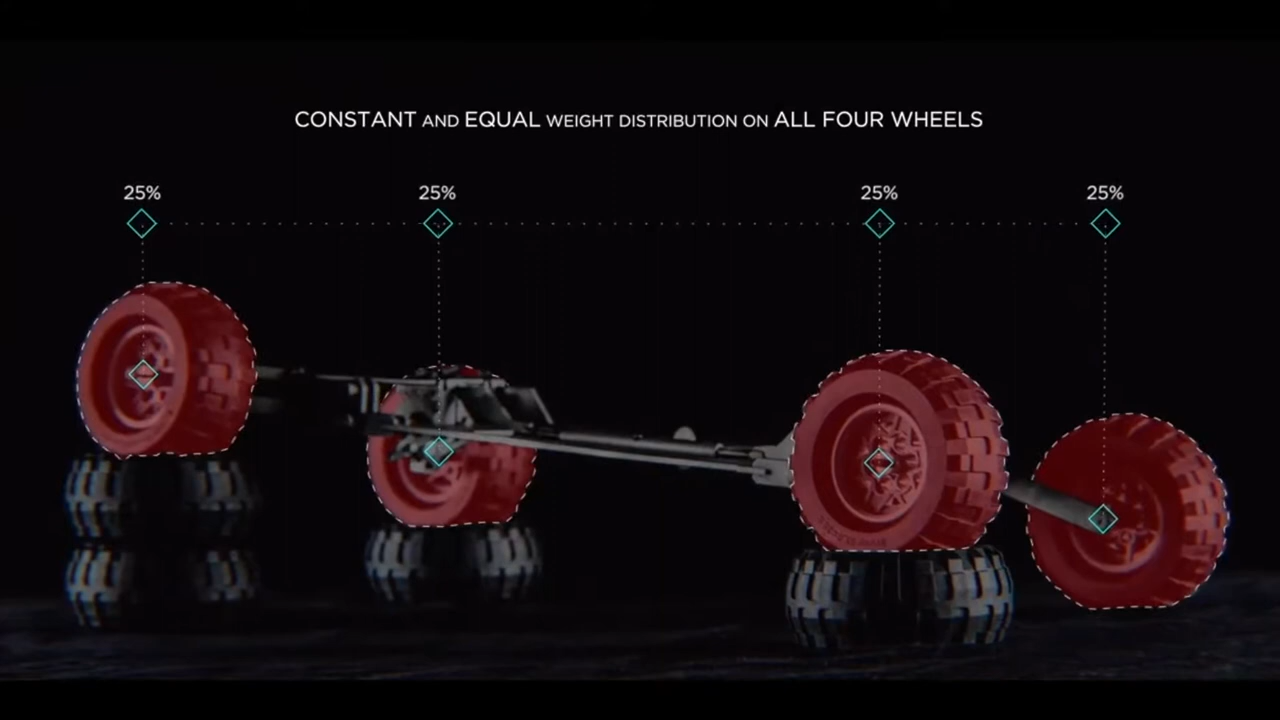 CONSTANT AND EQUAL WEIGHT DISTRIBUTION ON ALL FOUR WHEELS
25% 25% 25% 25%